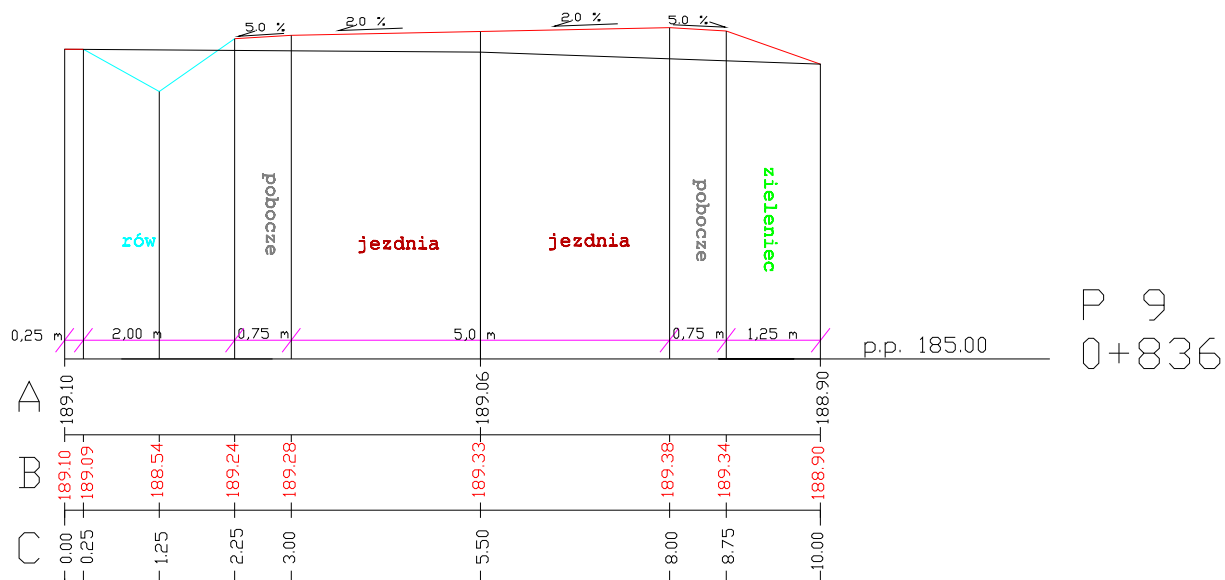 5.0 % 2.0 % 2.0 % 5.0 %
rów pobocze jezdnia jezdnia pobocze zieleniec
0,25 m 2,00 m 0,75 m 5,0 m 0,75 m 1,25 m
p.p. 185.00
P 9
0+836
A 189.10 189.06 188.90
B 189.10 189.09 188.54 189.24 189.28 189.33 189.38 189.34 188.90
C 0.00 0.25 1.25 2.25 3.00 5.50 8.00 8.75 10.00